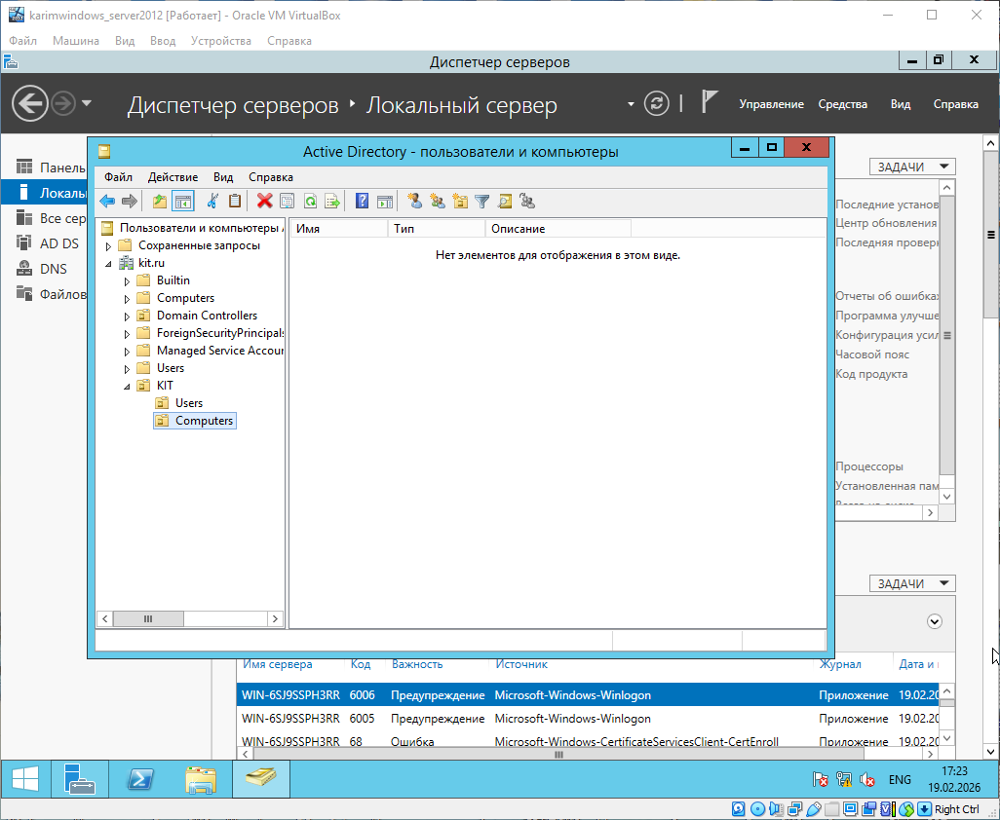 karimwindows_server2012 [Работает] - Oracle VM VirtualBox
Файл Машина Вид Ввод Устройства Справка
Диспетчер серверов
Диспетчер серверов ‣ Локальный сервер
Управление Средства Вид Справка
Панель
Локаль
Все сер
AD DS
DNS
Файлов
Active Directory - пользователи и компьютеры
Файл Действие Вид Справка
Пользователи и компьютеры
Сохраненные запросы
kit.ru
Builtin
Computers
Domain Controllers
ForeignSecurityPrincipals
Managed Service Accour
Users
KIT
Users
Computers
Имя Тип Описание
Нет элементов для отображения в этом виде.
ЗАДАЧИ
Последние установ
Центр обновления
Последняя проверк
Отчеты об ошибка
Программа улучше
Конфигурация усил
Часовой пояс
Код продукта
Процессоры
Установленная пам
ЗАДАЧИ
Имя сервера Код Важность Источник Журнал Дата и
WIN-6SJ9SSPH3RR 6006 Предупреждение Microsoft-Windows-Winlogon Приложение 19.02.20
WIN-6SJ9SSPH3RR 6005 Предупреждение Microsoft-Windows-Winlogon Приложение 19.02.20
WIN-6SJ9SSPH3RR 68 Ошибка Microsoft-Windows-CertificateServicesClient-CertEnroll Приложение 19.02.20
ENG
17:23
19.02.2026
Right Ctrl